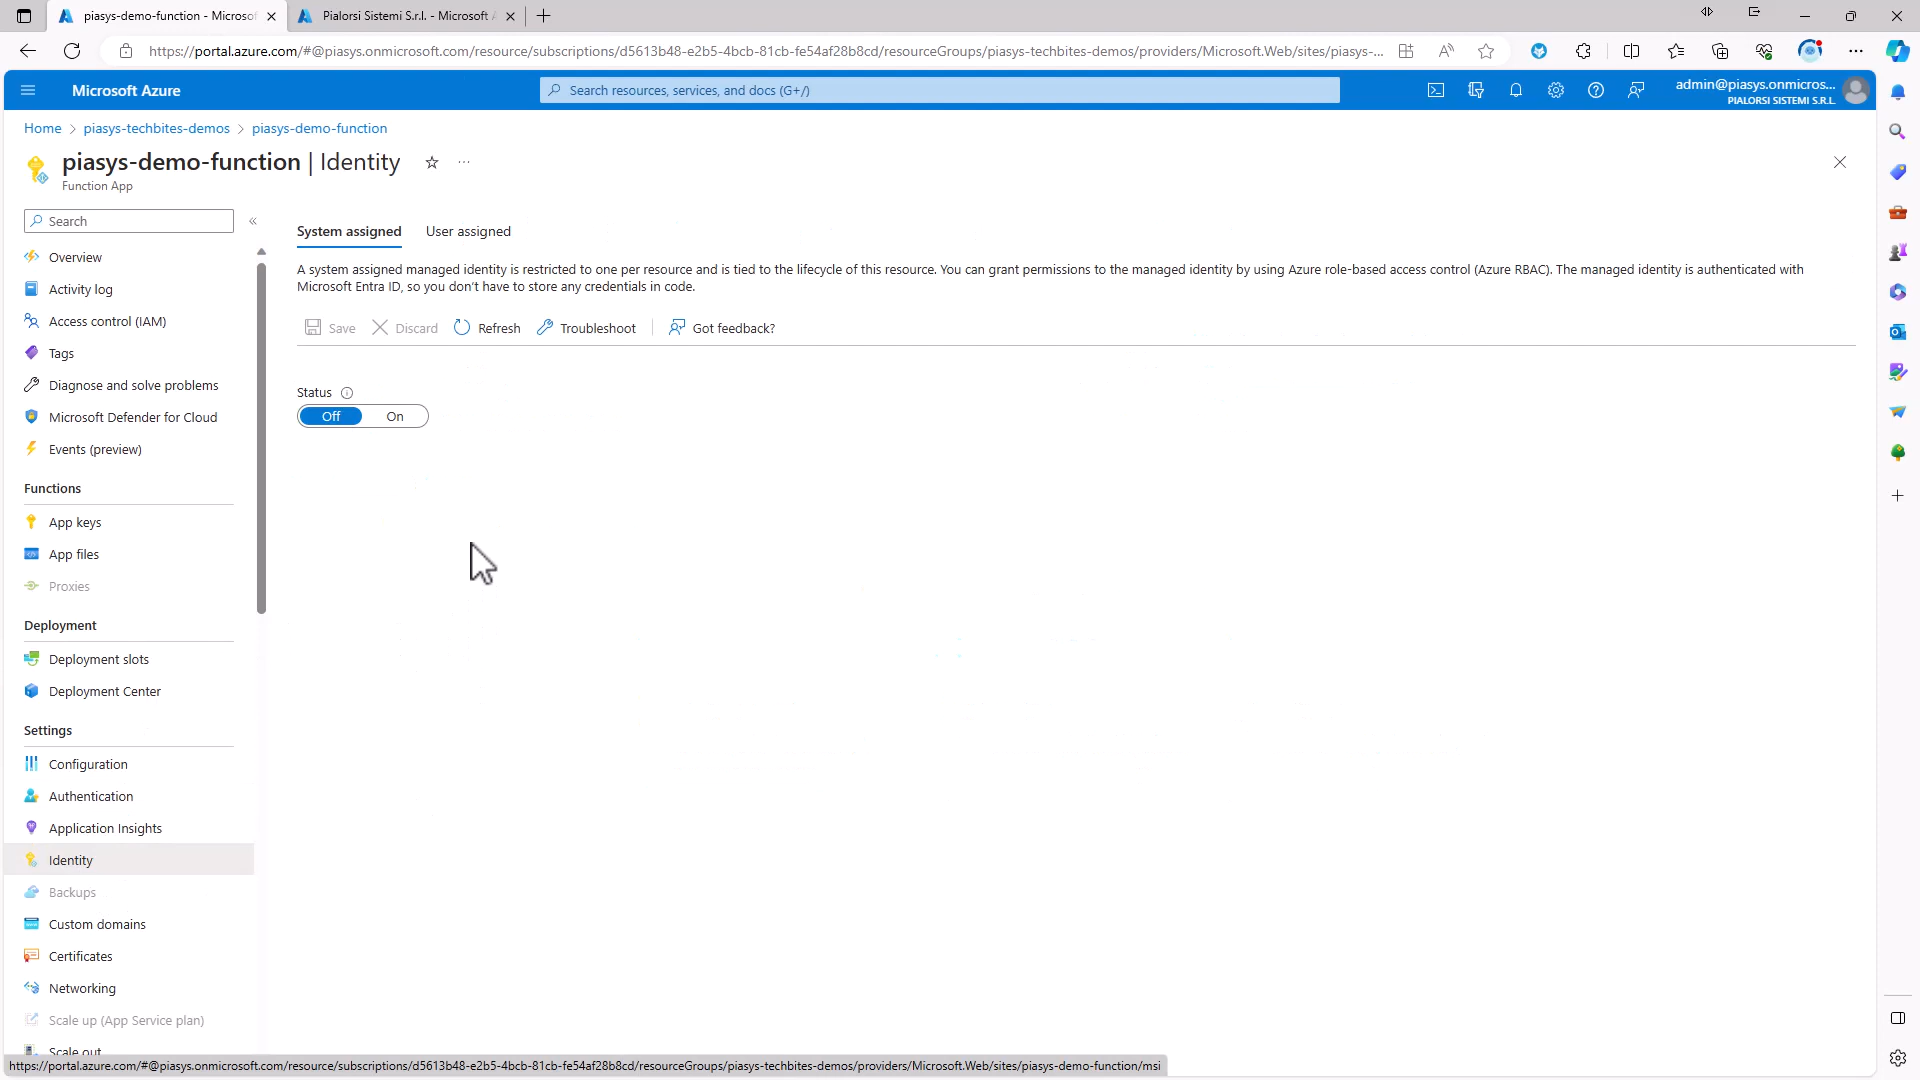 piasys-demo-function - Microsof
Pialorsi Sistemi S.r.l. - Microsoft A
https://portal.azure.com/#@piasys.onmicrosoft.com/resource/subscriptions/d5613b48-e2b5-4bcb-81cb-fe54af28b8cd/resourceGroups/piasys-techbites-demos/providers/Microsoft.Web/sites/piasys-...
Microsoft Azure
Search resources, services, and docs (G+/)
admin@piasys.onmicros...
PIALORSI SISTEMI S.R.L.
Home > piasys-techbites-demos > piasys-demo-function
piasys-demo-function | Identity
Function App
Search
Overview
Activity log
Access control (IAM)
Tags
Diagnose and solve problems
Microsoft Defender for Cloud
Events (preview)
Functions
App keys
App files
Proxies
Deployment
Deployment slots
Deployment Center
Settings
Configuration
Authentication
Application Insights
Identity
Backups
Custom domains
Certificates
Networking
Scale up (App Service plan)
Scale out
System assigned
User assigned
A system assigned managed identity is restricted to one per resource and is tied to the lifecycle of this resource. You can grant permissions to the managed identity by using Azure role-based access control (Azure RBAC). The managed identity is authenticated with
Microsoft Entra ID, so you don't have to store any credentials in code.
Save
Discard
Refresh
Troubleshoot
Got feedback?
Status
Off
On
https://portal.azure.com/#@piasys.onmicrosoft.com/resource/subscriptions/d5613b48-e2b5-4bcb-81cb-fe54af28b8cd/resourceGroups/piasys-techbites-demos/providers/Microsoft.Web/sites/piasys-demo-function/msi